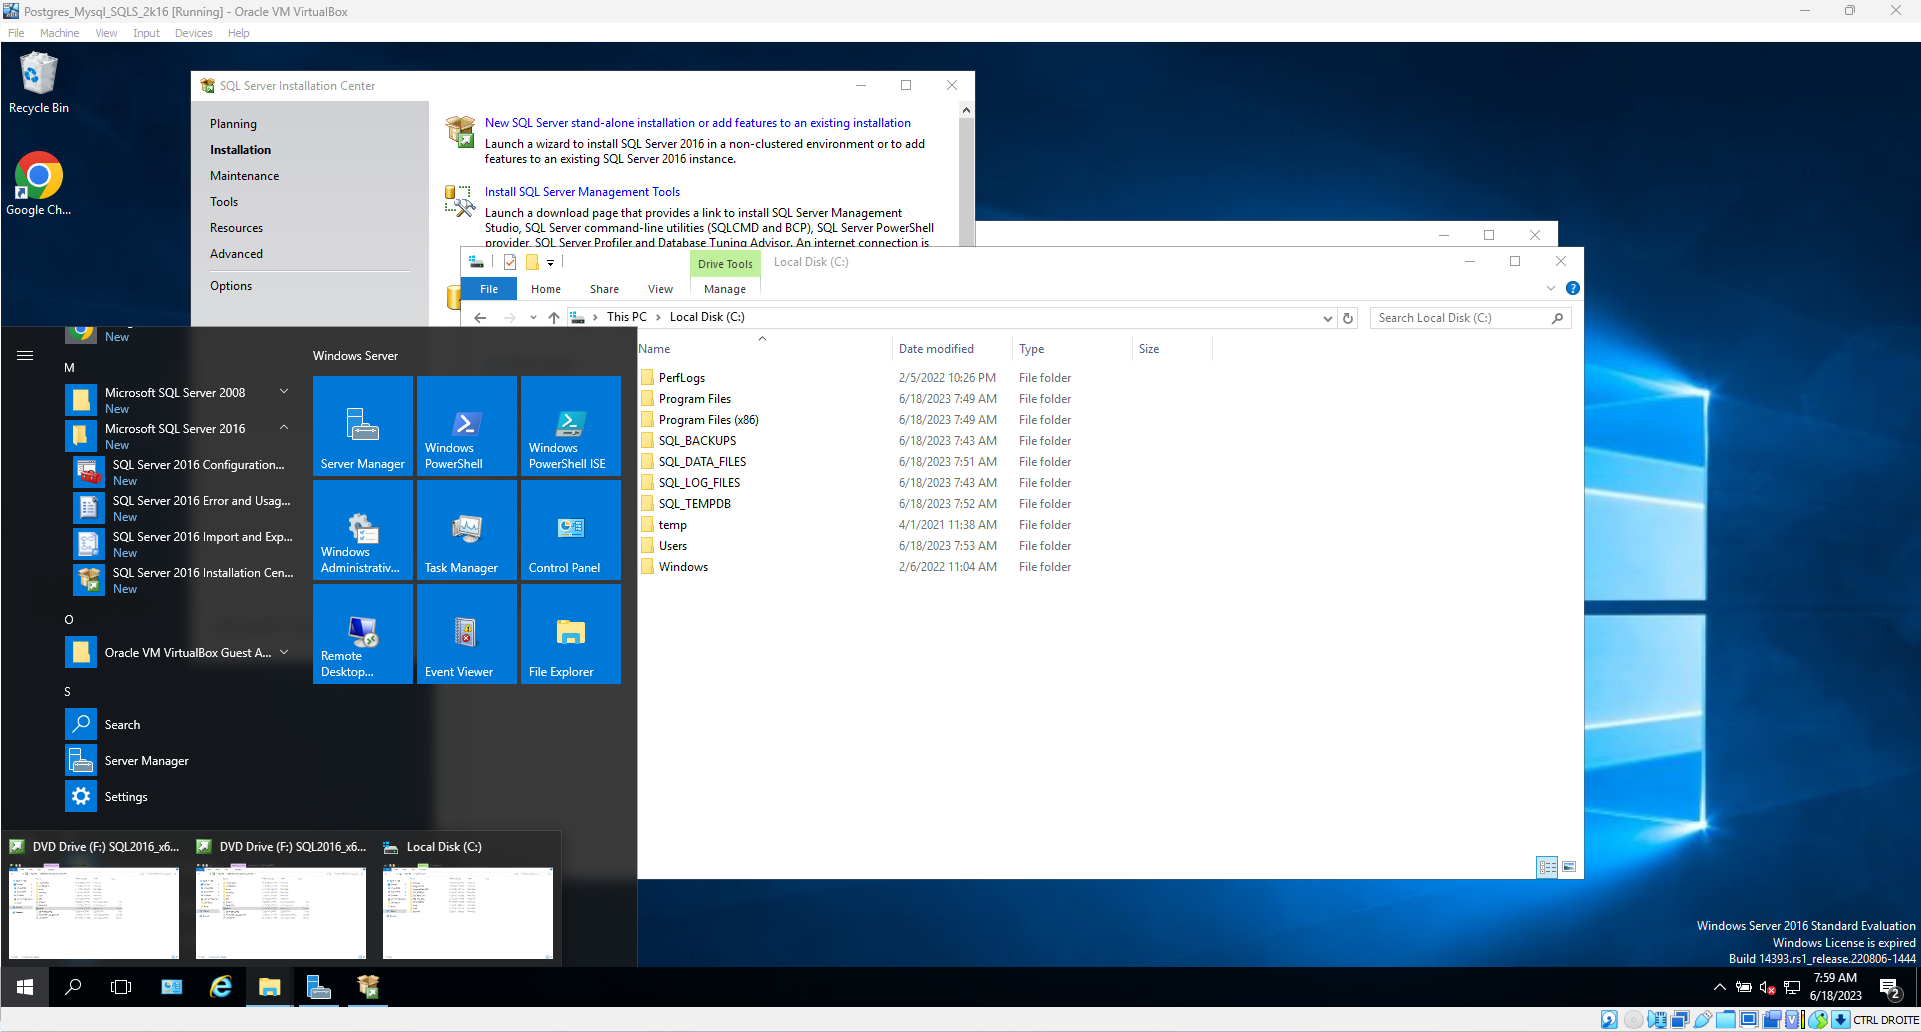 Postgres_Mysql_SQLS_2k16 [Running] - Oracle VM VirtualBox
File Machine View Input Devices Help
Recycle Bin
Google Ch...
SQL Server Installation Center
Planning
Installation
Maintenance
Tools
Resources
Advanced
Options
New SQL Server stand-alone installation or add features to an existing installation
Launch a wizard to install SQL Server 2016 in a non-clustered environment or to add
features to an existing SQL Server 2016 instance.
Install SQL Server Management Tools
Launch a download page that provides a link to install SQL Server Management
Studio, SQL Server command-line utilities (SQLCMD and BCP), SQL Server PowerShell
provider, SQL Server Profiler and Database Tuning Advisor. An internet connection is
Drive Tools Local Disk (C:)
File Home Share View Manage
This PC Local Disk (C:)
Search Local Disk (C:)
Name Date modified Type Size
PerfLogs 2/5/2022 10:26 PM File folder
Program Files 6/18/2023 7:49 AM File folder
Program Files (x86) 6/18/2023 7:49 AM File folder
SQL_BACKUPS 6/18/2023 7:43 AM File folder
SQL_DATA_FILES 6/18/2023 7:51 AM File folder
SQL_LOG_FILES 6/18/2023 7:43 AM File folder
SQL_TEMPDB 6/18/2023 7:52 AM File folder
temp 4/1/2021 11:38 AM File folder
Users 6/18/2023 7:53 AM File folder
Windows 2/6/2022 11:04 AM File folder
New
M
Microsoft SQL Server 2008
New
Microsoft SQL Server 2016
New
SQL Server 2016 Configuration...
New
SQL Server 2016 Error and Usag...
New
SQL Server 2016 Import and Exp...
New
SQL Server 2016 Installation Cen...
New
O
Oracle VM VirtualBox Guest A...
S
Search
Server Manager
Settings
Windows Server
Server Manager
Windows
PowerShell
Windows
PowerShell ISE
Windows
Administrativ...
Task Manager
Control Panel
Remote
Desktop...
Event Viewer
File Explorer
DVD Drive (F:) SQL2016_x6...
DVD Drive (F:) SQL2016_x6...
Local Disk (C:)
Windows Server 2016 Standard Evaluation
Windows License is expired
Build 14393.rs1_release.220806-1444
7:59 AM
6/18/2023
2
CTRL DROITE